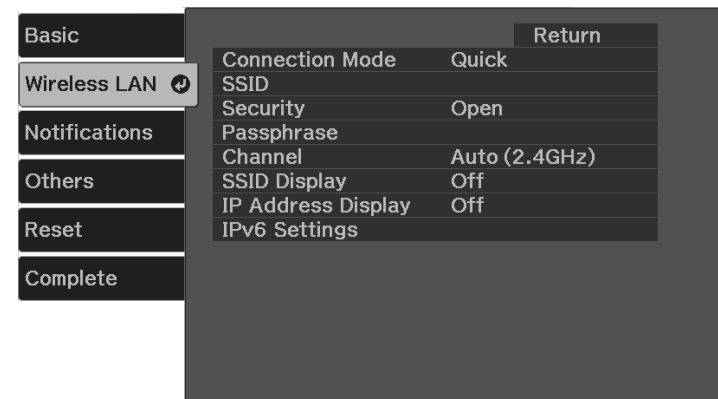 Basic
Wireless LAN
Notifications
Others
Reset
Complete
Return
Connection Mode Quick
SSID
Security Open
Passphrase
Channel Auto (2.4GHz)
SSID Display Off
IP Address Display Off
IPv6 Settings